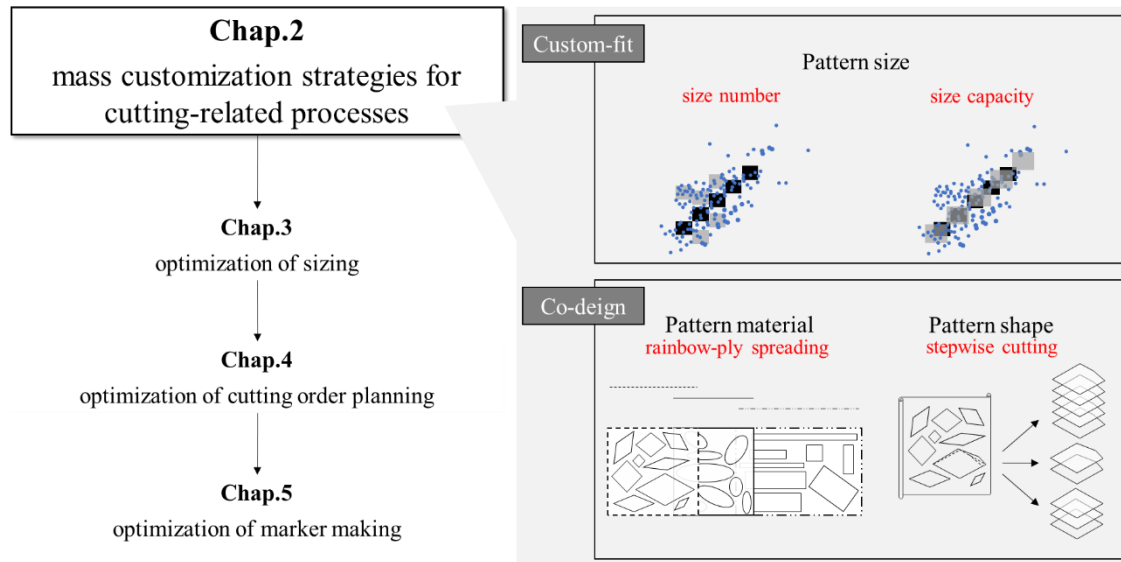 Chap.2
mass customization strategies for
cutting-related processes
Chap.3
optimization of sizing
Chap.4
optimization of cutting order planning
Chap.5
optimization of marker making
Custom-fit
Pattern size
size number
size capacity
Co-deign
Pattern material
rainbow-ply spreading
Pattern shape
stepwise cutting